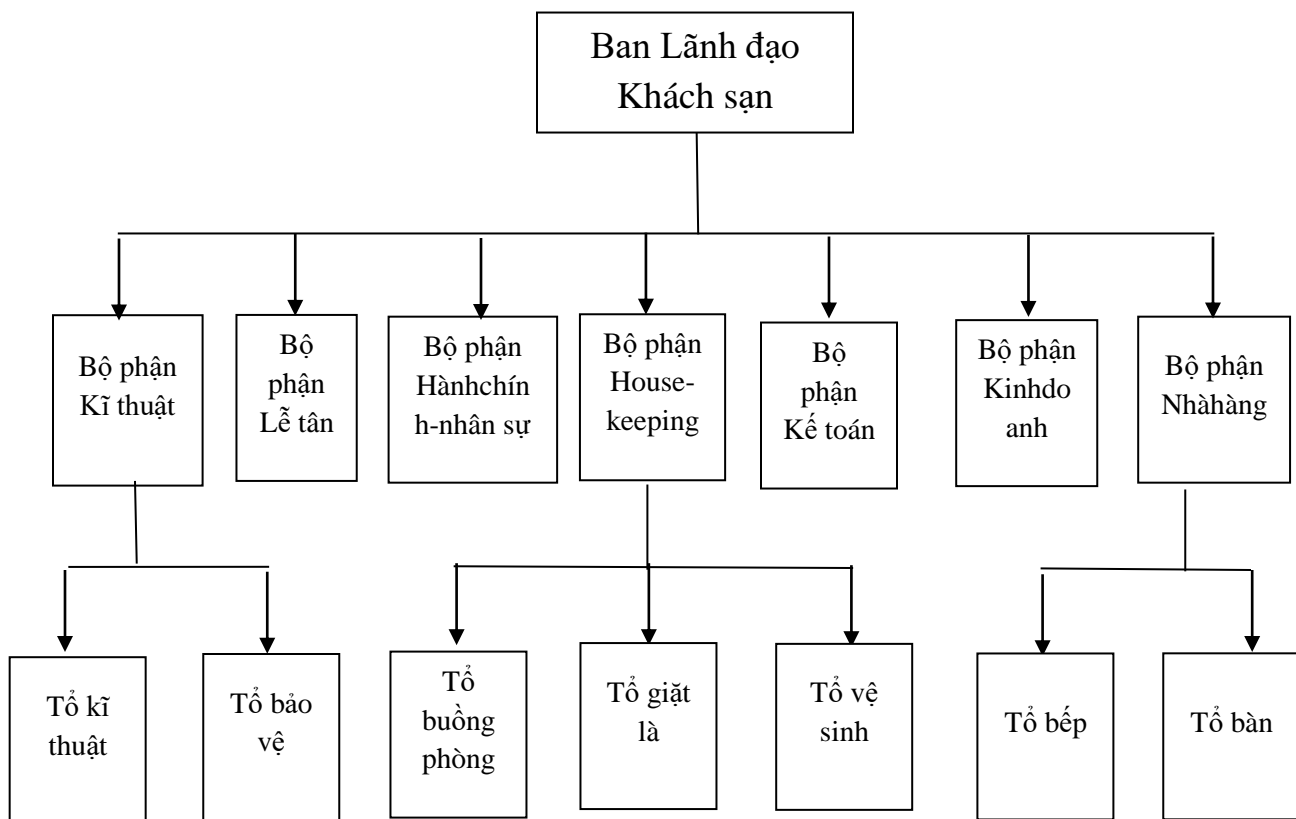 Ban Lãnh đạo
Khách sạn
Bộ phận
Kĩ thuật
Bộ
phận
Lễ tân
Bộ phận
Hànhchín
h-nhân sự
Bộ phận
House-
keeping
Bộ
phận
Kế toán
Bộ phận
Kinhdo
anh
Bộ phận
Nhàhàng
Tổ kĩ
thuật
Tổ bảo
vệ
Tổ
buồng
phòng
Tổ giặt
là
Tổ vệ
sinh
Tổ bếp
Tổ bàn